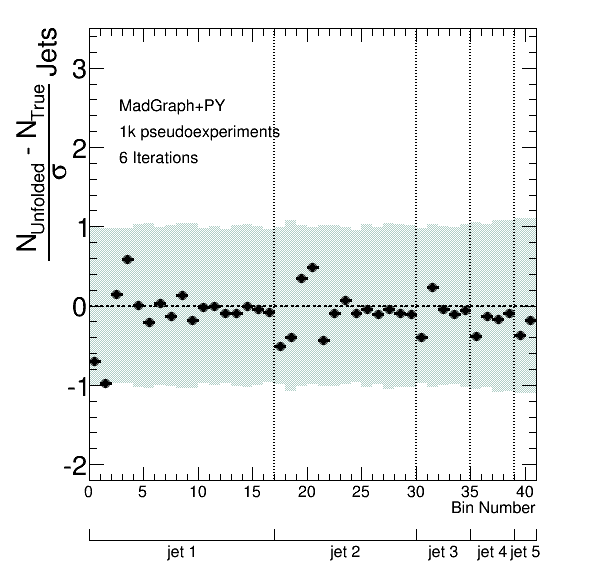 N_Unfolded - N_True
σ
Jets
3
2
1
0
-1
-2
MadGraph+PY
1k pseudoexperiments
6 Iterations
0 5 10 15 20 25 30 35 40
Bin Number
jet 1 jet 2 jet 3 jet 4 jet 5